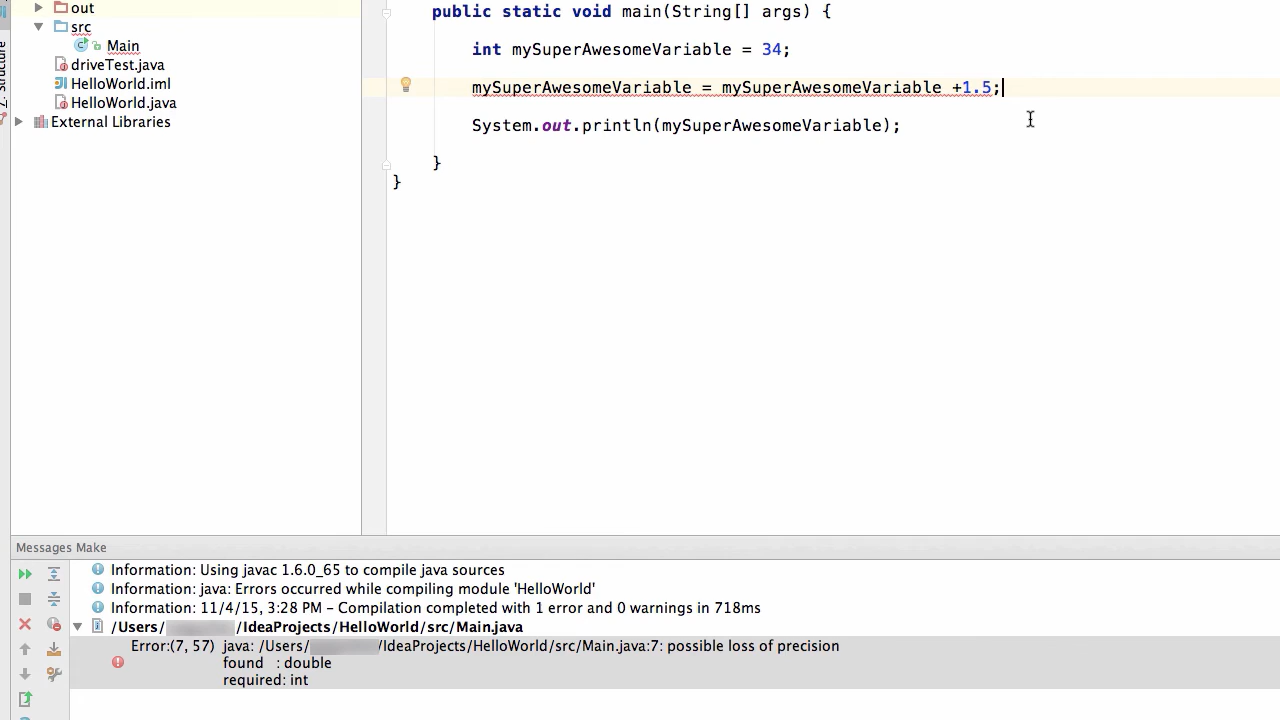 out
src
Main
driveTest.java
HelloWorld.iml
HelloWorld.java
External Libraries
public static void main(String[] args) {
int mySuperAwesomeVariable = 34;
mySuperAwesomeVariable = mySuperAwesomeVariable +1.5;
System.out.println(mySuperAwesomeVariable);
}
}
Messages Make
Information: Using javac 1.6.0_65 to compile java sources
Information: java: Errors occurred while compiling module 'HelloWorld'
Information: 11/4/15, 3:28 PM – Compilation completed with 1 error and 0 warnings in 718ms
/Users/ /IdeaProjects/HelloWorld/src/Main.java
Error:(7, 57) java: /Users/ /IdeaProjects/HelloWorld/src/Main.java:7: possible loss of precision
found : double
required: int